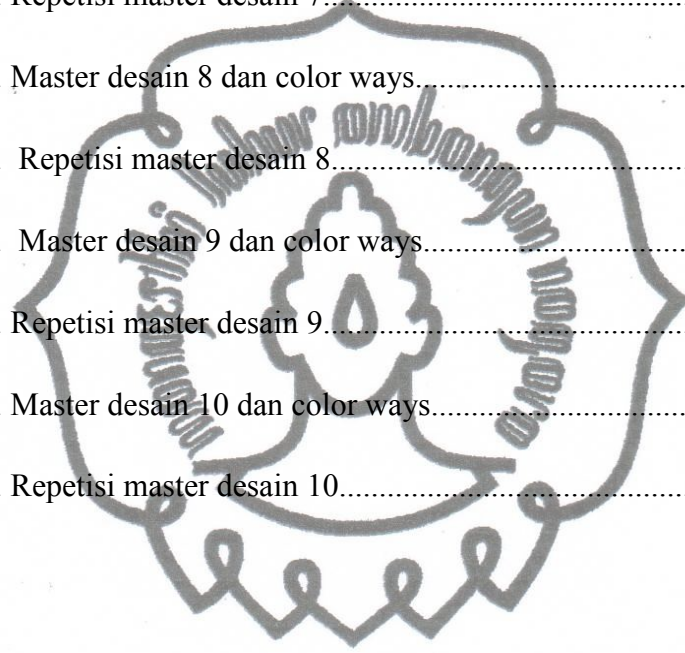 Repetisi master desain 7..............................
Master desain 8 dan color ways..............................
Repetisi master desain 8..............................
Master desain 9 dan color ways..............................
Repetisi master desain 9..............................
Master desain 10 dan color ways..............................
Repetisi master desain 10..............................